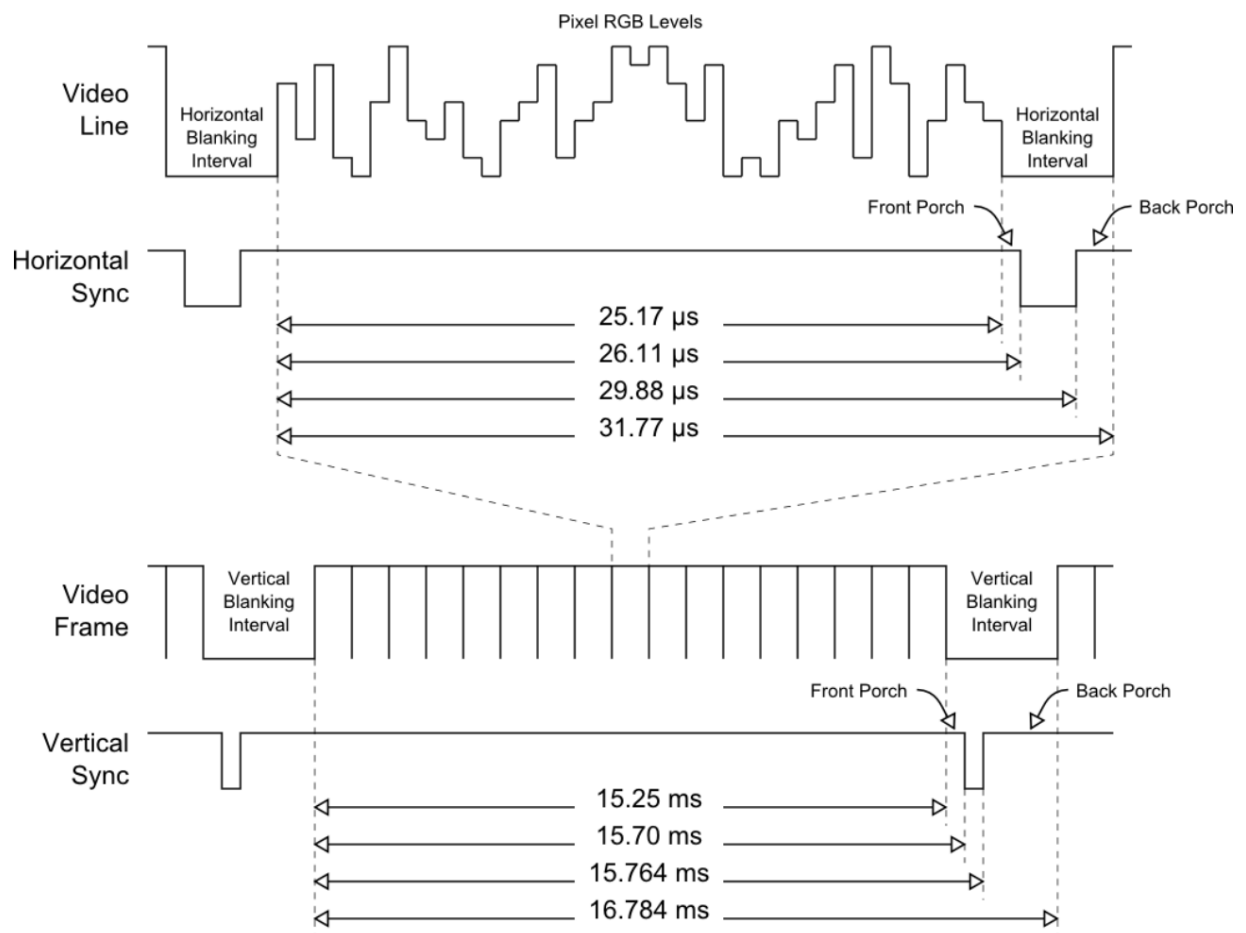 Pixel RGB Levels
Video
Line
Horizontal
Blanking
Interval
Horizontal
Blanking
Interval
Front Porch
Back Porch
Horizontal
Sync
25.17 µs
26.11 µs
29.88 µs
31.77 µs
Video
Frame
Vertical
Blanking
Interval
Vertical
Blanking
Interval
Front Porch
Back Porch
Vertical
Sync
15.25 ms
15.70 ms
15.764 ms
16.784 ms